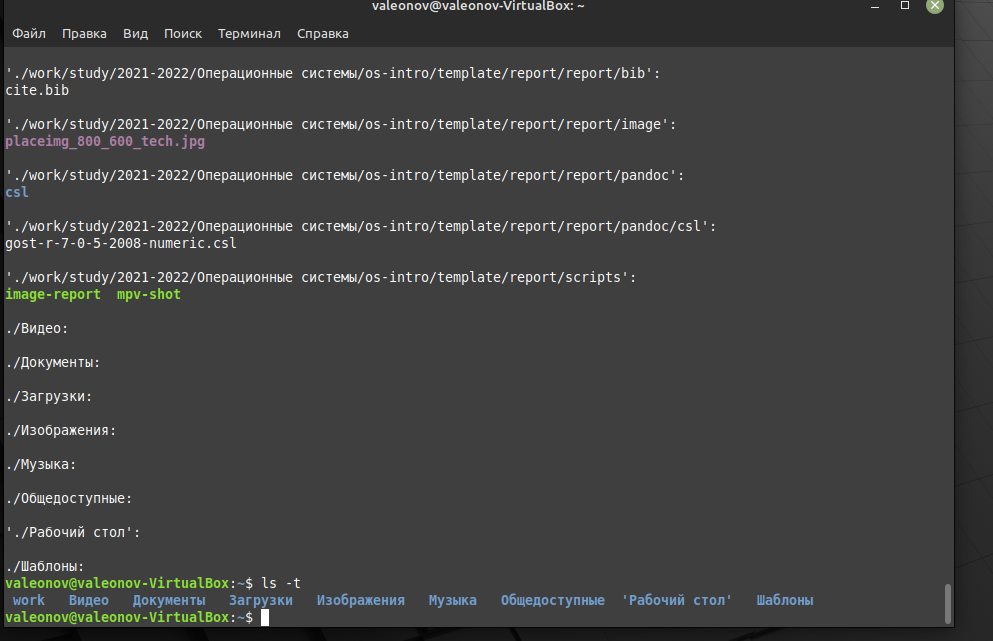 valeonov@valeonov-VirtualBox: ~
Файл Правка Вид Поиск Терминал Справка
'./work/study/2021-2022/Операционные системы/os-intro/template/report/report/bib':
cite.bib
'./work/study/2021-2022/Операционные системы/os-intro/template/report/report/image':
placeimg_800_600_tech.jpg
'./work/study/2021-2022/Операционные системы/os-intro/template/report/report/pandoc':
csl
'./work/study/2021-2022/Операционные системы/os-intro/template/report/report/pandoc/csl':
gost-r-7-0-5-2008-numeric.csl
'./work/study/2021-2022/Операционные системы/os-intro/template/report/scripts':
image-report  mpv-shot
./Видео:
./Документы:
./Загрузки:
./Изображения:
./Музыка:
./Общедоступные:
'./Рабочий стол':
./Шаблоны:
valeonov@valeonov-VirtualBox:~$ ls -t
work   Видео   Документы   Загрузки   Изображения   Музыка   Общедоступные  'Рабочий стол'   Шаблоны
valeonov@valeonov-VirtualBox:~$